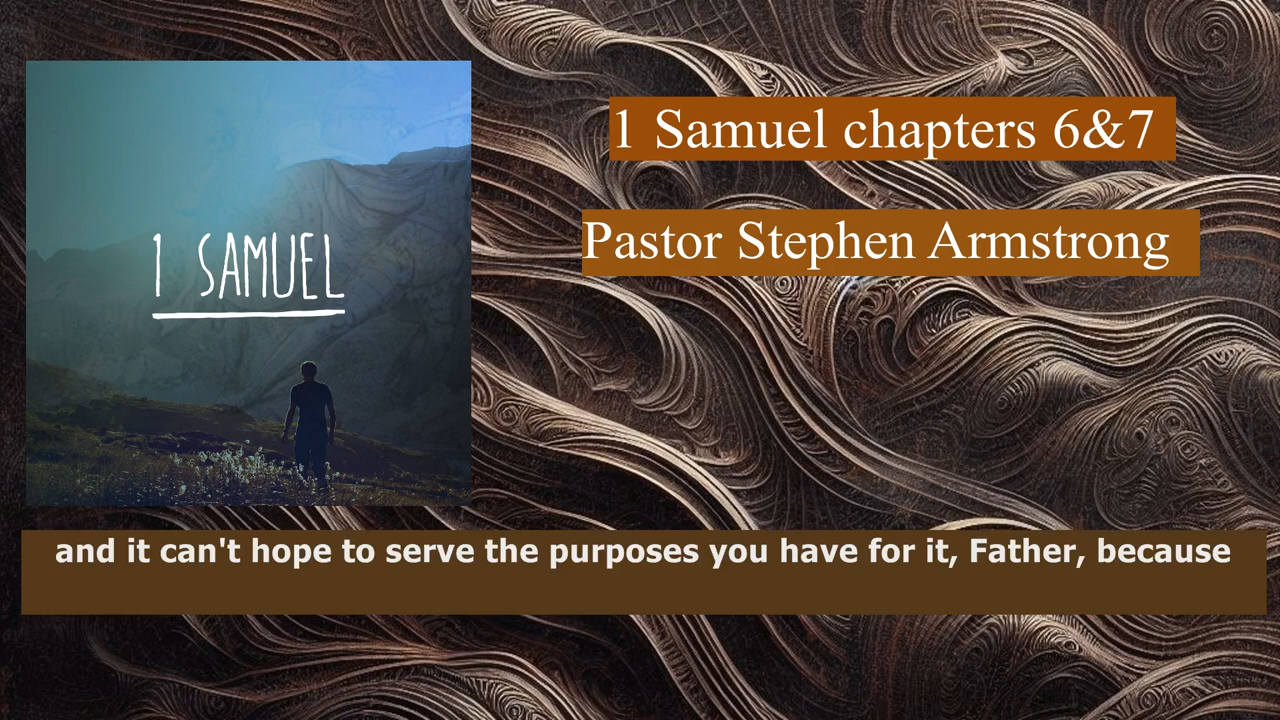 1 Samuel chapters 6&7
Pastor Stephen Armstrong
1 SAMUEL
and it can't hope to serve the purposes you have for it, Father, because